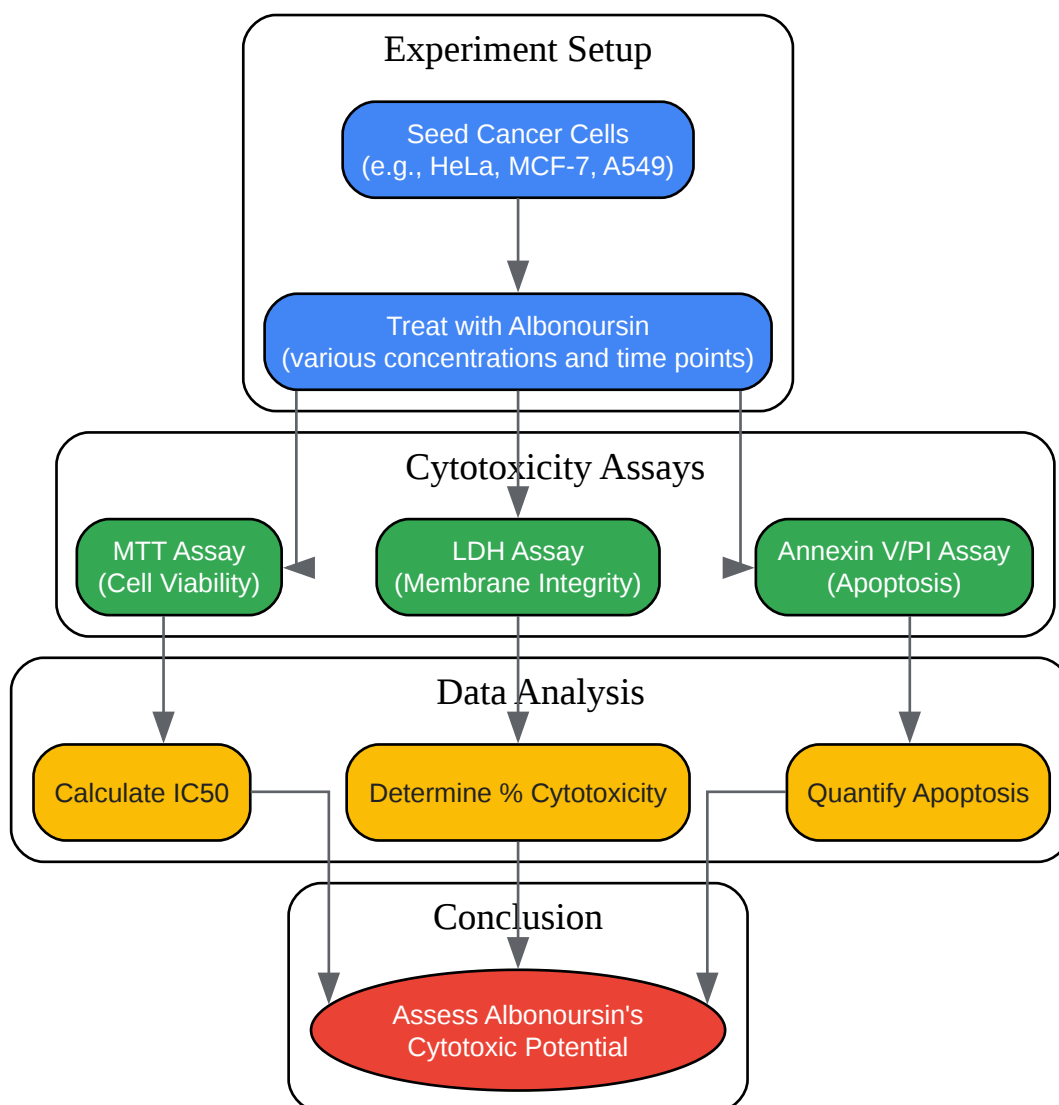 Experiment Setup
Seed Cancer Cells
(e.g., HeLa, MCF-7, A549)
Treat with Albonoursin
(various concentrations and time points)
Cytotoxicity Assays
MTT Assay
(Cell Viability)
LDH Assay
(Membrane Integrity)
Annexin V/PI Assay
(Apoptosis)
Data Analysis
Calculate IC50
Determine % Cytotoxicity
Quantify Apoptosis
Conclusion
Assess Albonoursin's
Cytotoxic Potential